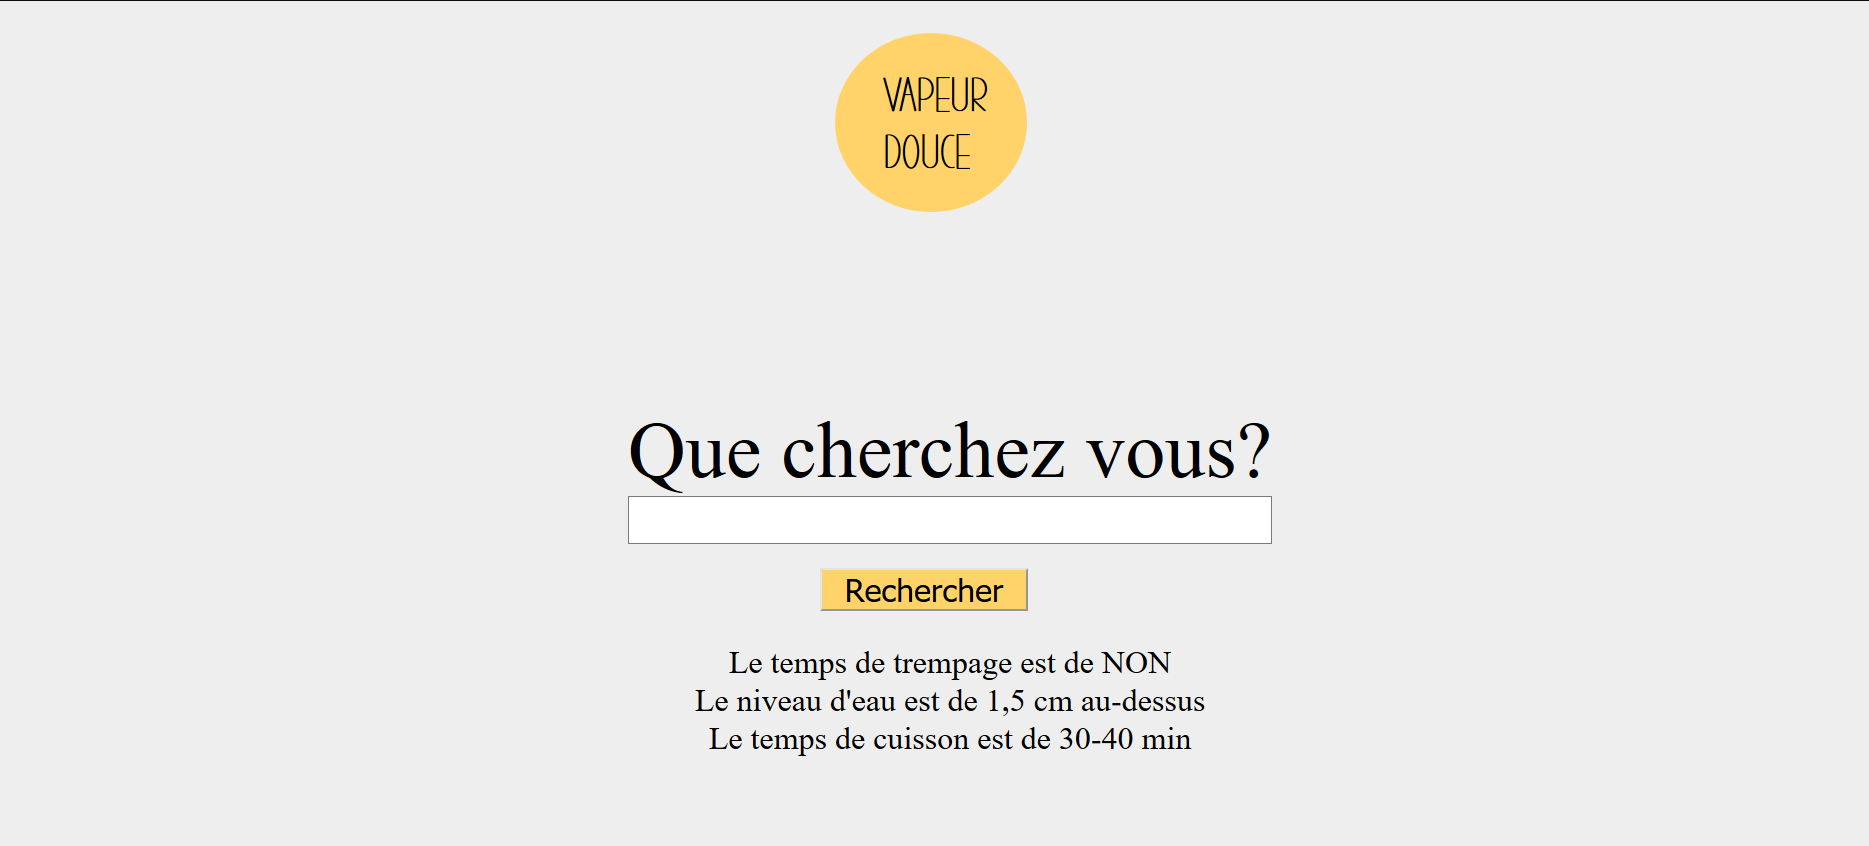 VAPEUR
DOUCE
Que cherchez vous?
Rechercher
Le temps de trempage est de NON
Le niveau d'eau est de 1,5 cm au-dessus
Le temps de cuisson est de 30-40 min